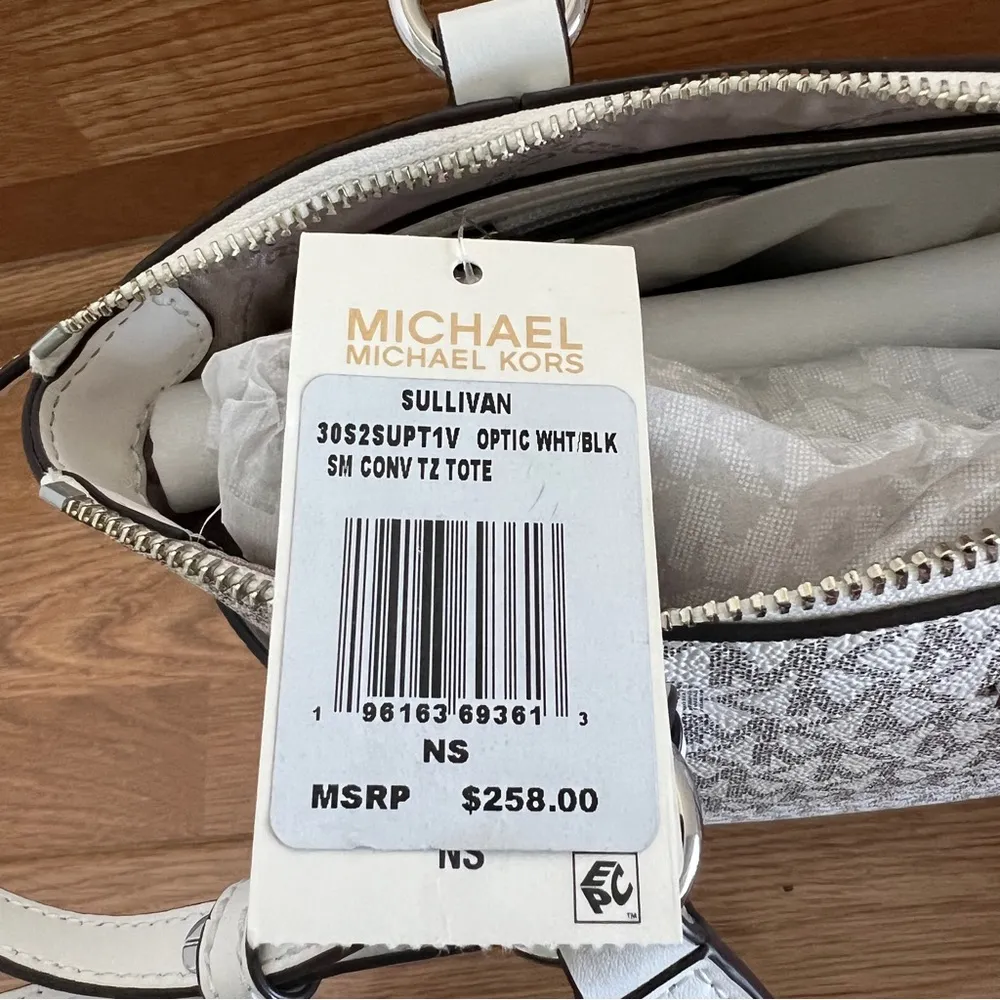 MICHAEL
MICHAEL KORS
SULLIVAN
30S2SUPT1V OPTIC WHT/BLK
SM CONV TZ TOTE
1 96163 69361 3
NS
MSRP $258.00
NS
EPC
TM